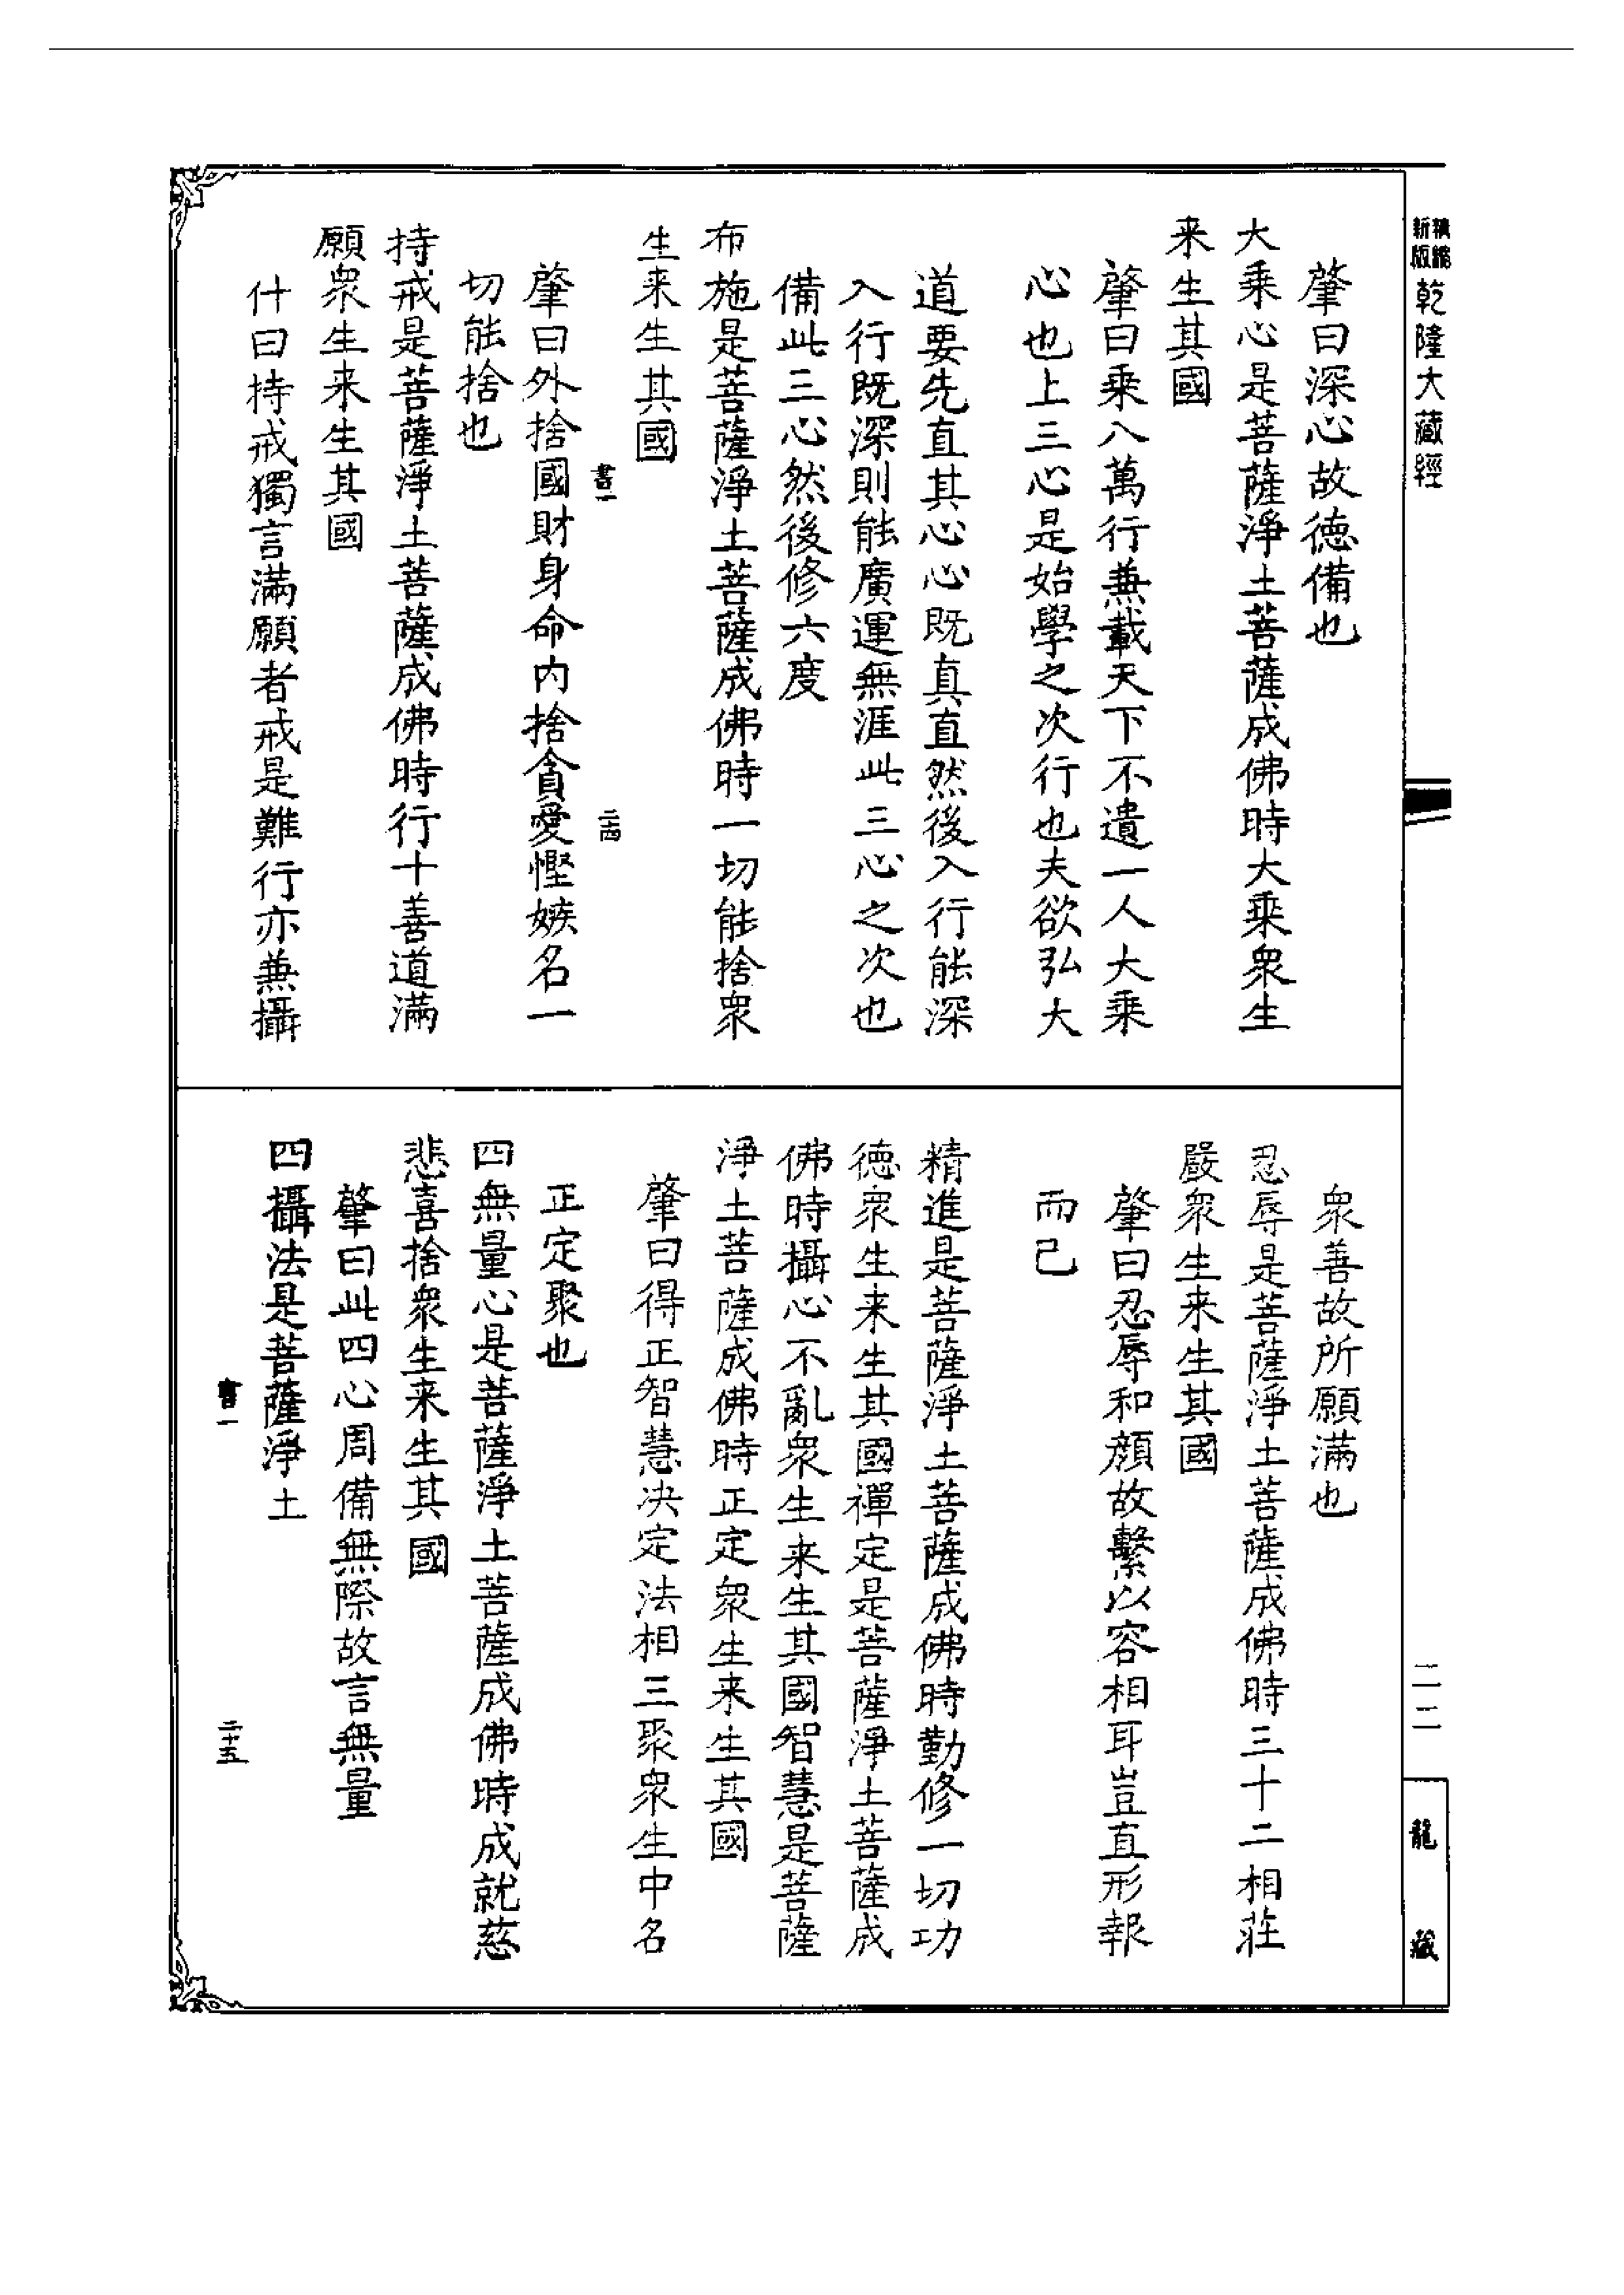 新版精縮
乾隆大藏經
肇曰深心故德備也
大乘心是菩薩淨土菩薩成佛時大乘衆生
来生其國
肇曰乘八萬行兼載天下不遺一人大乘
心也上三心是始學之次行也夫欲弘大
道要先直其心心既真直然後入行能深
入行既深則能廣運無涯此三心之次也
備此三心然後修六度
布施是菩薩淨土菩薩成佛時一切能捨衆
生来生其國
書一 二十四
肇曰外捨國財身命内捨貪愛慳嫉名一
切能捨也
持戒是菩薩淨土菩薩成佛時行十善道滿
願衆生来生其國
什曰持戒獨言滿願者戒是難行亦兼攝
衆善故所願滿也
忍辱是菩薩淨土菩薩成佛時三十二相莊
嚴衆生来生其國
肇曰忍辱和顔故繫以容相耳豈直形報
而已
精進是菩薩淨土菩薩成佛時勤修一切功
德衆生来生其國禪定是菩薩淨土菩薩成
佛時攝心不亂衆生来生其國智慧是菩薩
淨土菩薩成佛時正定衆生来生其國
肇曰得正智慧决定法相三聚衆生中名
正定聚也
四無量心是菩薩淨土菩薩成佛時成就慈
悲喜捨衆生来生其國
肇曰此四心周備無際故言無量
四攝法是菩薩淨土
書一 二十五
二二
龍藏